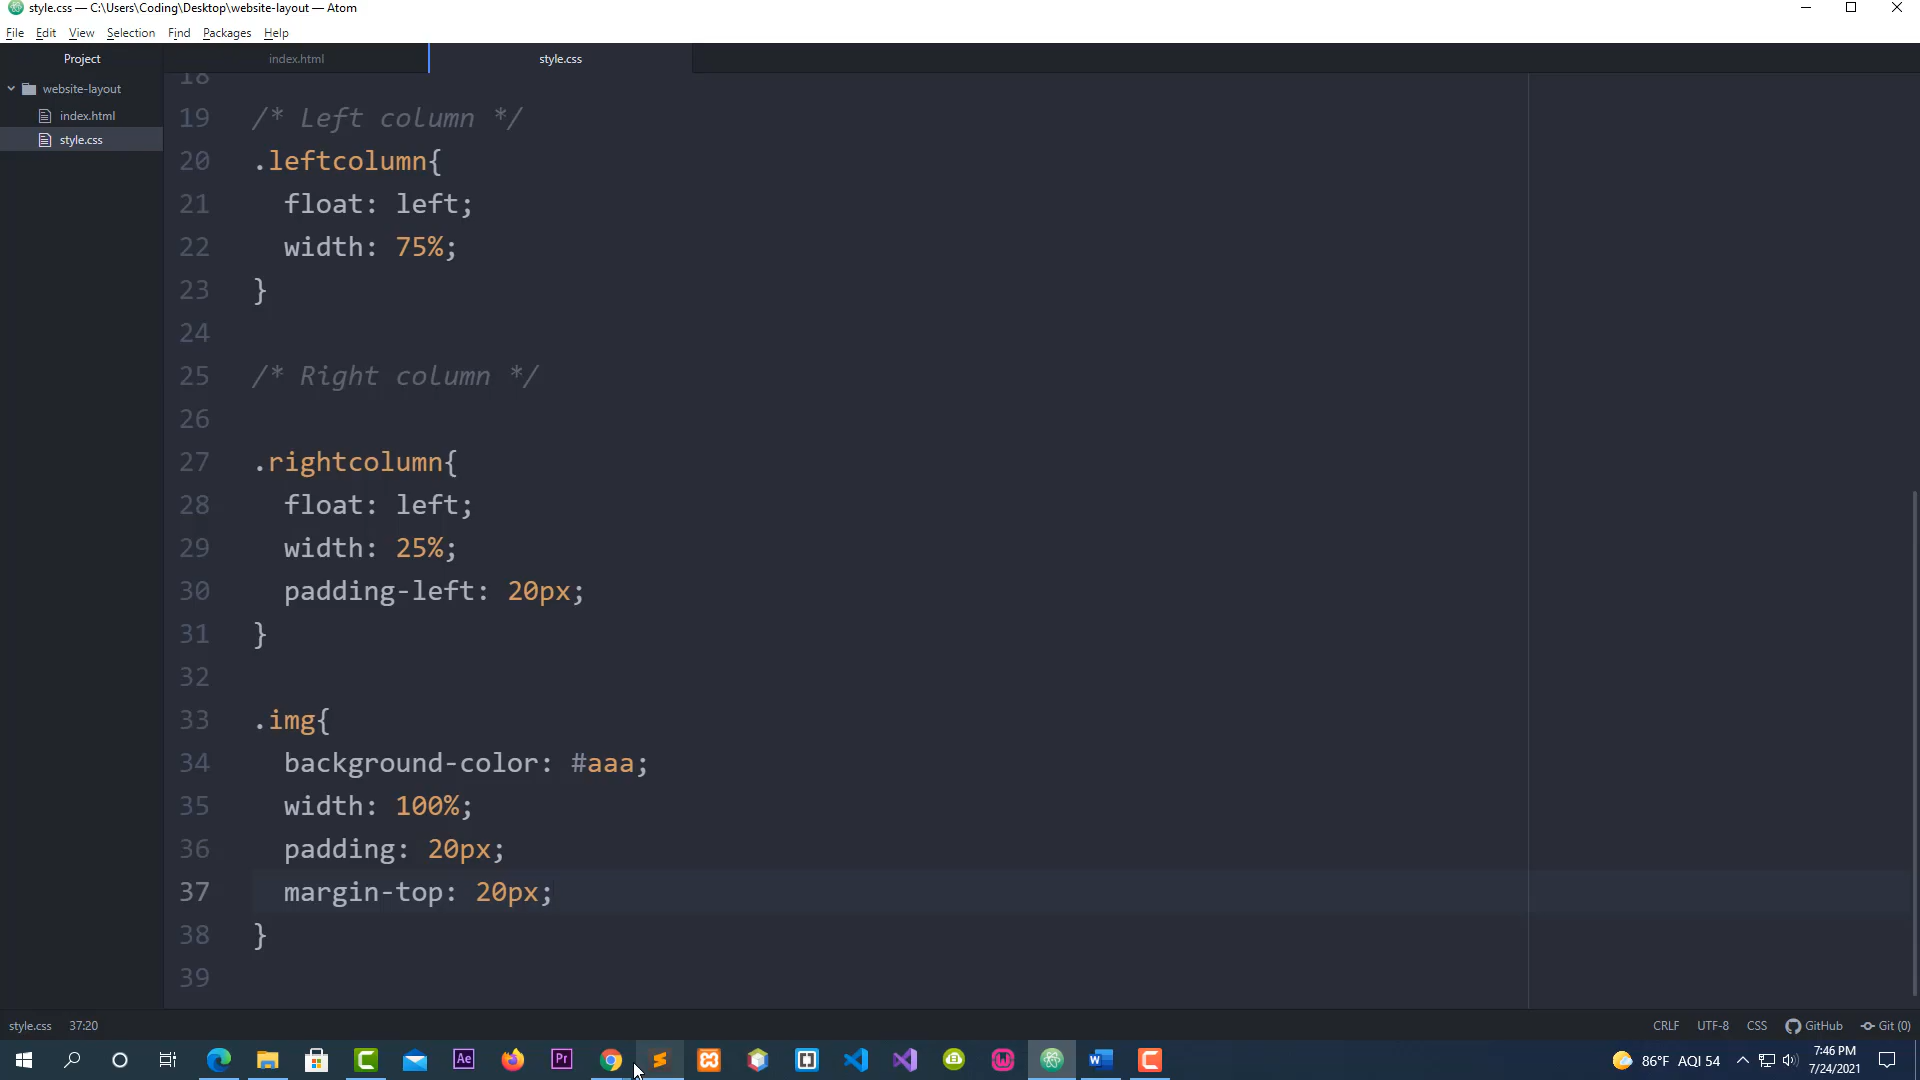 style.css — C:\Users\Coding\Desktop\website-layout — Atom
File Edit View Selection Find Packages Help
Project
index.html
style.css
website-layout
index.html
style.css
18
19 /* Left column */
20 .leftcolumn{
21 float: left;
22 width: 75%;
23 }
24
25 /* Right column */
26
27 .rightcolumn{
28 float: left;
29 width: 25%;
30 padding-left: 20px;
31 }
32
33 .img{
34 background-color: #aaa;
35 width: 100%;
36 padding: 20px;
37 margin-top: 20px;
38 }
39
style.css 37:20
CRLF UTF-8 CSS GitHub Git (0)
Ae
Pr
86°F AQI 54
7:46 PM
7/24/2021